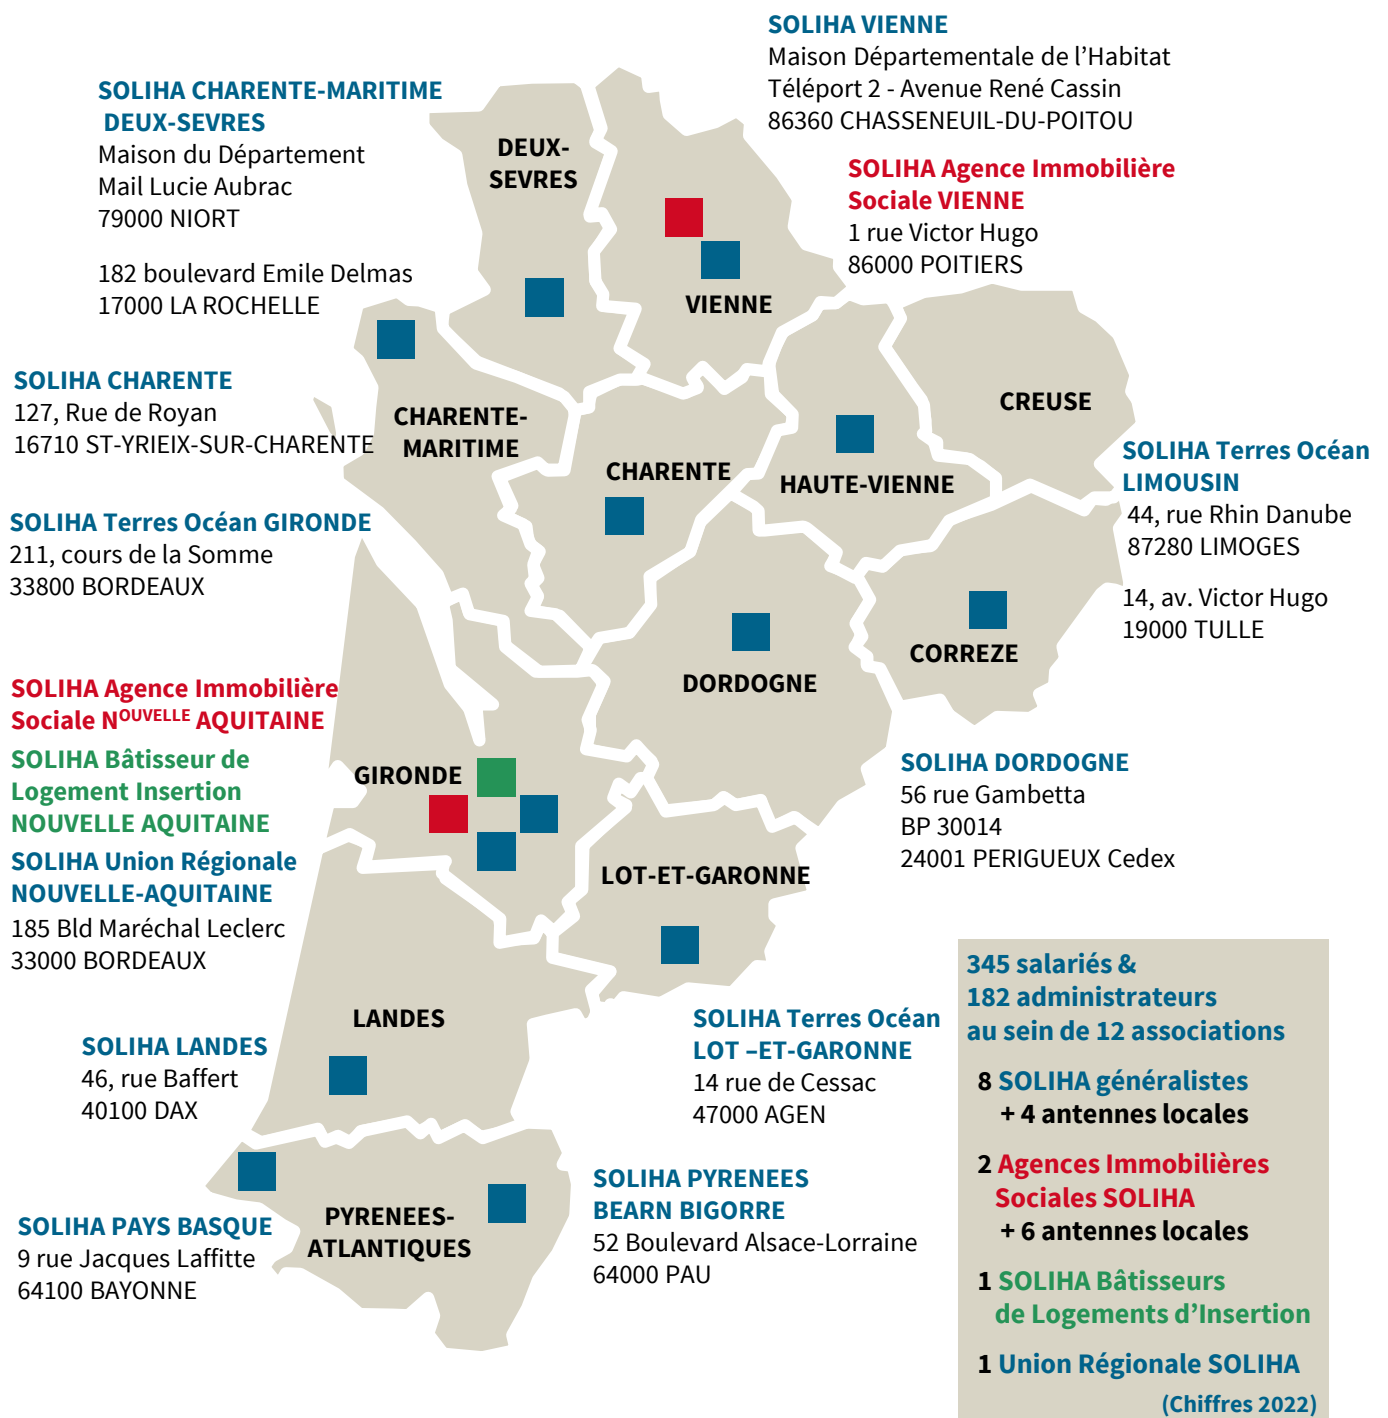 SOLIHA VIENNE
Maison Départementale de l’Habitat
Téléport 2 - Avenue René Cassin
86360 CHASSENEUIL-DU-POITOU
SOLIHA CHARENTE-MARITIME
DEUX-SEVRES
Maison du Département
Mail Lucie Aubrac
79000 NIORT
182 boulevard Emile Delmas
17000 LA ROCHELLE
DEUX-
SEVRES
SOLIHA Agence Immobilière
Sociale VIENNE
1 rue Victor Hugo
86000 POITIERS
VIENNE
SOLIHA CHARENTE
127, Rue de Royan
16710 ST-YRIEIX-SUR-CHARENTE
CHARENTE-
MARITIME
CREUSE
CHARENTE
HAUTE-VIENNE
SOLIHA Terres Océan
LIMOUSIN
44, rue Rhin Danube
87280 LIMOGES
14, av. Victor Hugo
19000 TULLE
SOLIHA Terres Océan GIRONDE
211, cours de la Somme
33800 BORDEAUX
CORREZE
DORDOGNE
SOLIHA Agence Immobilière
Sociale NOUVELLE AQUITAINE
SOLIHA Bâtisseur de
Logement Insertion
NOUVELLE AQUITAINE
SOLIHA Union Régionale
NOUVELLE-AQUITAINE
185 Bld Maréchal Leclerc
33000 BORDEAUX
GIRONDE
SOLIHA DORDOGNE
56 rue Gambetta
BP 30014
24001 PERIGUEUX Cedex
LOT-ET-GARONNE
LANDES
SOLIHA LANDES
46, rue Baffert
40100 DAX
SOLIHA Terres Océan
LOT –ET-GARONNE
14 rue de Cessac
47000 AGEN
SOLIHA PAYS BASQUE
9 rue Jacques Laffitte
64100 BAYONNE
PYRENEES-
ATLANTIQUES
SOLIHA PYRENEES
BEARN BIGORRE
52 Boulevard Alsace-Lorraine
64000 PAU
345 salariés &
182 administrateurs
au sein de 12 associations
8 SOLIHA généralistes
+ 4 antennes locales
2 Agences Immobilières
Sociales SOLIHA
+ 6 antennes locales
1 SOLIHA Bâtisseurs
de Logements d’Insertion
1 Union Régionale SOLIHA
(Chiffres 2022)